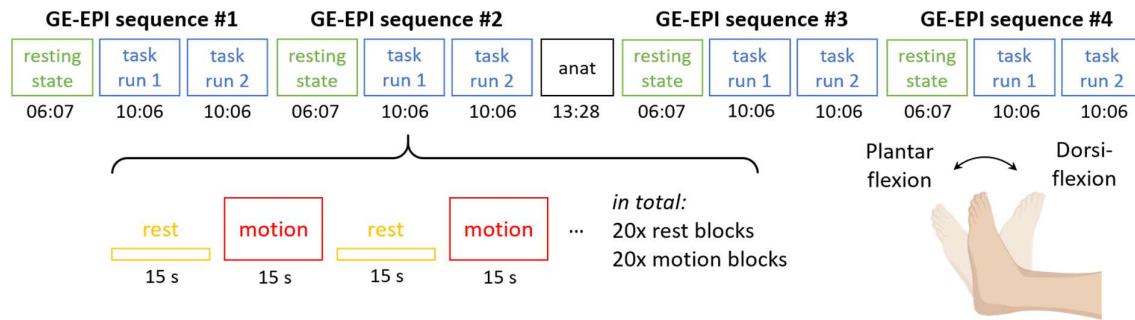 GE-EPI sequence #1 GE-EPI sequence #2 GE-EPI sequence #3 GE-EPI sequence #4
resting state task run 1 task run 2 resting state task run 1 task run 2 anat resting state task run 1 task run 2 resting state task run 1 task run 2
06:07 10:06 10:06 06:07 10:06 10:06 13:28 06:07 10:06 10:06 06:07 10:06 10:06
rest motion rest motion ...
15 s 15 s 15 s 15 s
in total:
20x rest blocks
20x motion blocks
Plantar
flexion
Dorsi-
flexion